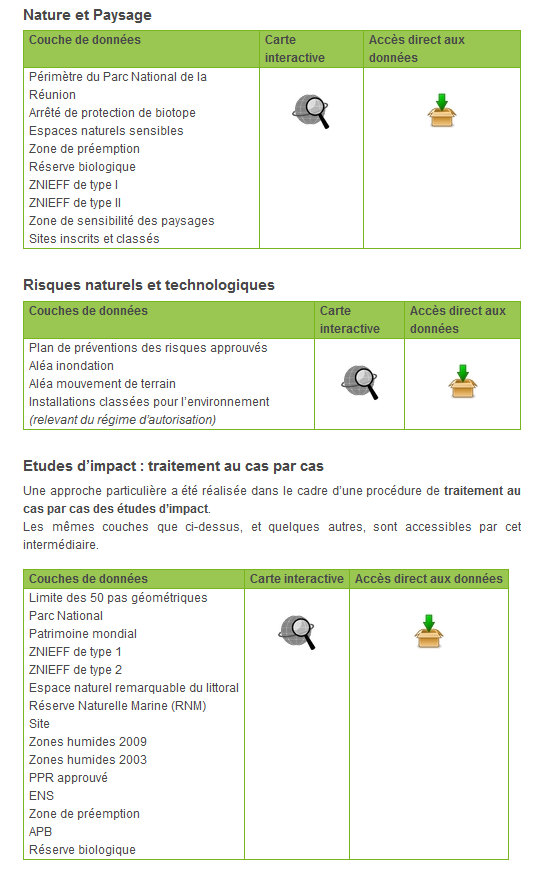 Nature et Paysage
Couche de données
Carte interactive
Accès direct aux données
Périmètre du Parc National de la
Réunion
Arrêté de protection de biotope
Espaces naturels sensibles
Zone de préemption
Réserve biologique
ZNIEFF de type I
ZNIEFF de type II
Zone de sensibilité des paysages
Sites inscrits et classés
Risques naturels et technologiques
Couches de données
Carte interactive
Accès direct aux données
Plan de préventions des risques approuvés
Aléa inondation
Aléa mouvement de terrain
Installations classées pour l'environnement
(relevant du régime d'autorisation)
Etudes d'impact : traitement au cas par cas
Une approche particulière a été réalisée dans le cadre d'une procédure de traitement au
cas par cas des études d'impact.
Les mêmes couches que ci-dessus, et quelques autres, sont accessibles par cet
intermédiaire.
Couches de données
Carte interactive
Accès direct aux données
Limite des 50 pas géométriques
Parc National
Patrimoine mondial
ZNIEFF de type 1
ZNIEFF de type 2
Espace naturel remarquable du littoral
Réserve Naturelle Marine (RNM)
Site
Zones humides 2009
Zones humides 2003
PPR approuvé
ENS
Zone de préemption
APB
Réserve biologique